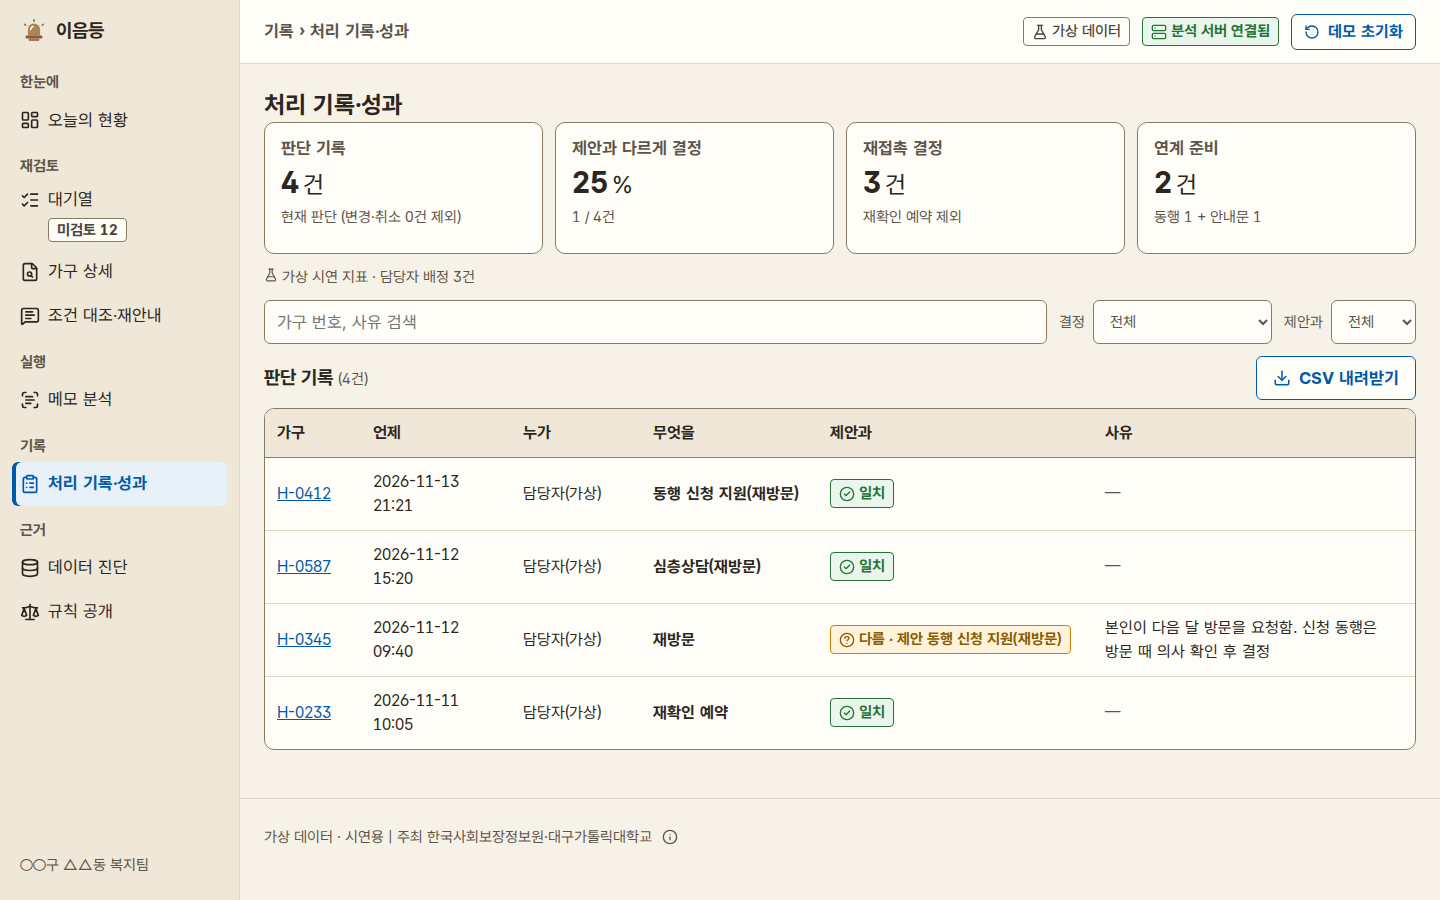 이음등
한눈에
오늘의 현황
재검토
대기열
미검토 12
가구 상세
조건 대조·재안내
실행
메모 분석
기록
처리 기록·성과
근거
데이터 진단
규칙 공개
○○구 △△동 복지팀
기록 › 처리 기록·성과
가상 데이터
분석 서버 연결됨
데모 초기화
처리 기록·성과
판단 기록
4 건
현재 판단 (변경·취소 0건 제외)
제안과 다르게 결정
25 %
1 / 4건
재접촉 결정
3 건
재확인 예약 제외
연계 준비
2 건
동행 1 + 안내문 1
가상 시연 지표 · 담당자 배정 3건
가구 번호, 사유 검색
결정 전체 제안과 전체
판단 기록 (4건)
CSV 내려받기
가구 언제 누가 무엇을 제안과 사유
H-0412 2026-11-13 21:21 담당자(가상) 동행 신청 지원(재방문) 일치 —
H-0587 2026-11-12 15:20 담당자(가상) 심층상담(재방문) 일치 —
H-0345 2026-11-12 09:40 담당자(가상) 재방문 다름 · 제안 동행 신청 지원(재방문) 본인이 다음 달 방문을 요청함. 신청 동행은 방문 때 의사 확인 후 결정
H-0233 2026-11-11 10:05 담당자(가상) 재확인 예약 일치 —
가상 데이터 · 시연용 | 주최 한국사회보장정보원·대구가톨릭대학교